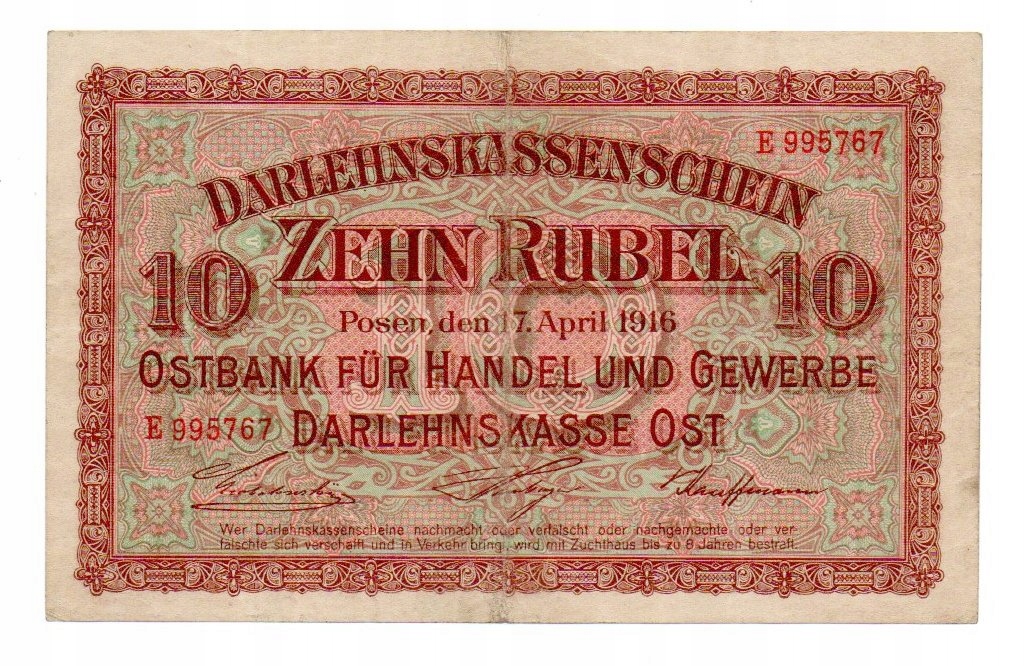 E 995767
DARLEHNSKASSENSCHEIN
ZEHN RUBEL
10 10
Posen, den 17. April 1916
OSTBANK FÜR HANDEL UND GEWERBE
E 995767 DARLEHNSKASSE OST
Kauffmann
Wer Darlehnskassenscheine nachmacht oder verfälscht oder nachgemachte oder ver-
fälschte sich verschafft und in Verkehr bringt, wird mit Zuchthaus bis zu 8 Jahren bestraft.